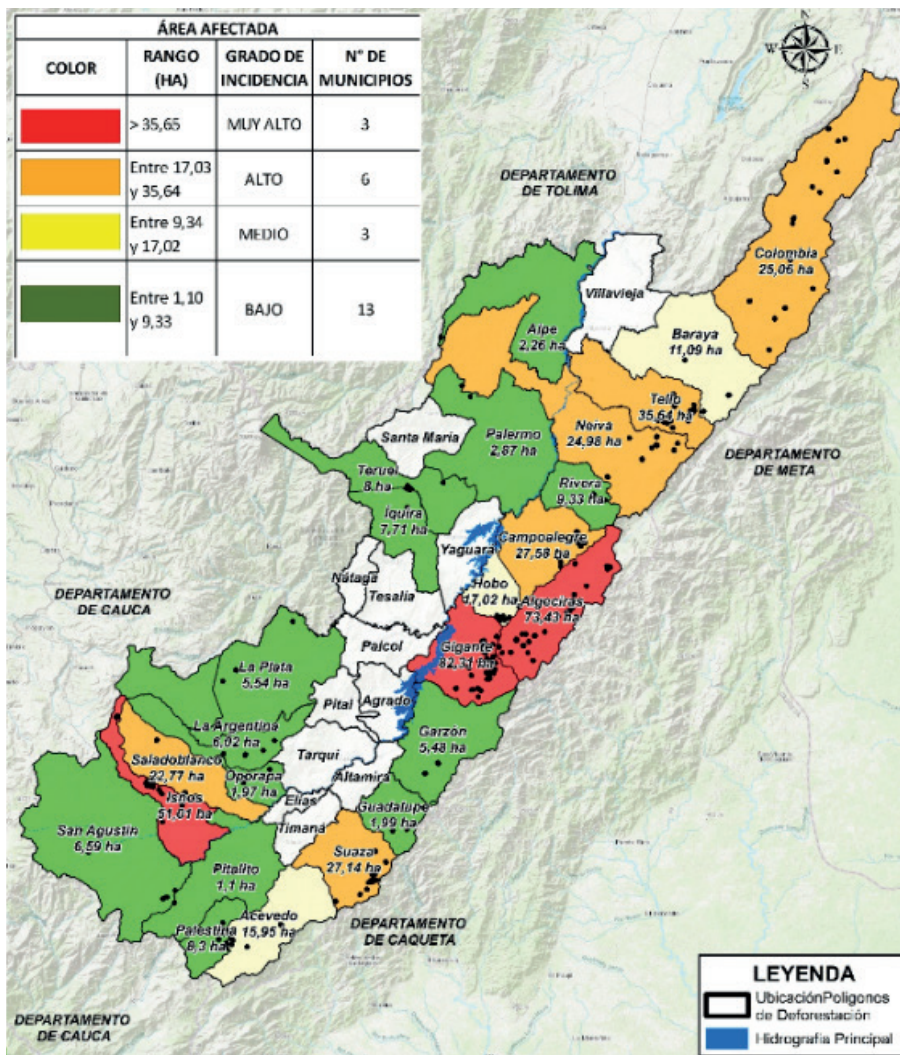 ÁREA AFECTADA
COLOR RANGO (HA) GRADO DE INCIDENCIA N° DE MUNICIPIOS
> 35,65 MUY ALTO 3
Entre 17,03 y 35,64 ALTO 6
Entre 9,34 y 17,02 MEDIO 3
Entre 1,10 y 9,33 BAJO 13
N
W E
S
DEPARTAMENTO
DE TOLIMA
Colombia
25,06 ha
Villavieja
Aipe
2,26 ha
Baraya
11,09 ha
Tello
35,64 ha
Neiva
24,98 ha
DEPARTAMENTO
DE META
Santa María
Palermo
2,87 ha
Teruel
8 ha
Rivera
9,33 ha
Iquira
7,71 ha
Campoalegre
27,58 ha
Yaguará
Hobo
17,02 ha
Algeciras
73,43 ha
Nátaga
Tesalia
DEPARTAMENTO
DE CAUCA
Paicol
Gigante
82,31 ha
La Plata
5,54 ha
Pital
Agrado
Garzón
5,48 ha
La Argentina
6,02 ha
Tarqui
Saladoblanco
22,77 ha
Oporapa
1,97 ha
Altamira
Isnos
51,01 ha
Elías
Guadalupe
1,99 ha
Timaná
San Agustín
6,59 ha
Suaza
27,14 ha
Pitalito
1,1 ha
Acevedo
15,95 ha
Palestina
8,3 ha
DEPARTAMENTO
DE CAQUETA
DEPARTAMENTO
DE CAUCA
LEYENDA
UbicaciónPolígonos
de Deforestación
Hidrografía Principal